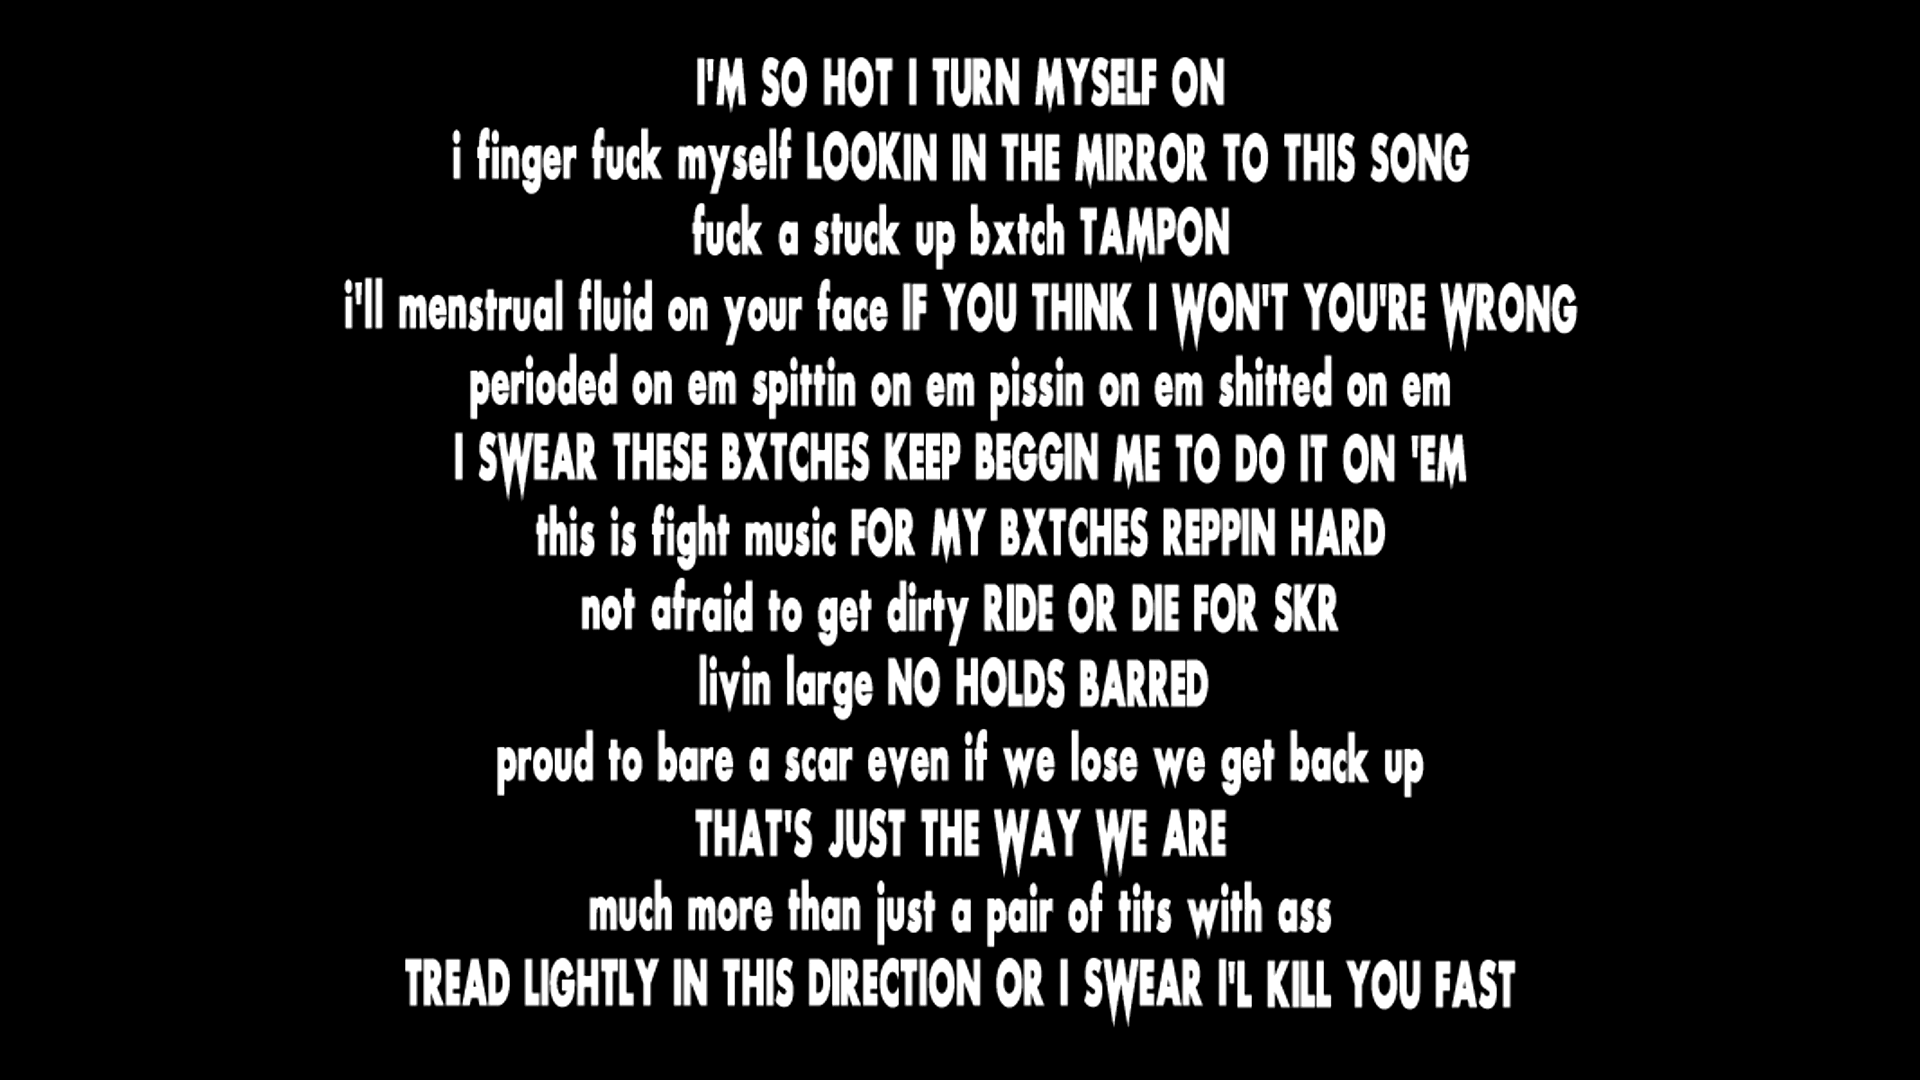 I'M SO HOT I TURN MYSELF ON
i finger fuck myself LOOKIN IN THE MIRROR TO THIS SONG
fuck a stuck up bxtch TAMPON
i'll menstrual fluid on your face IF YOU THINK I WON'T YOU'RE WRONG
perioded on em spittin on em pissin on em shitted on em
I SWEAR THESE BXTCHES KEEP BEGGIN ME TO DO IT ON 'EM
this is fight music FOR MY BXTCHES REPPIN HARD
not afraid to get dirty RIDE OR DIE FOR SKR
livin large NO HOLDS BARRED
proud to bare a scar even if we lose we get back up
THAT'S JUST THE WAY WE ARE
much more than just a pair of tits with ass
TREAD LIGHTLY IN THIS DIRECTION OR I SWEAR I'L KILL YOU FAST